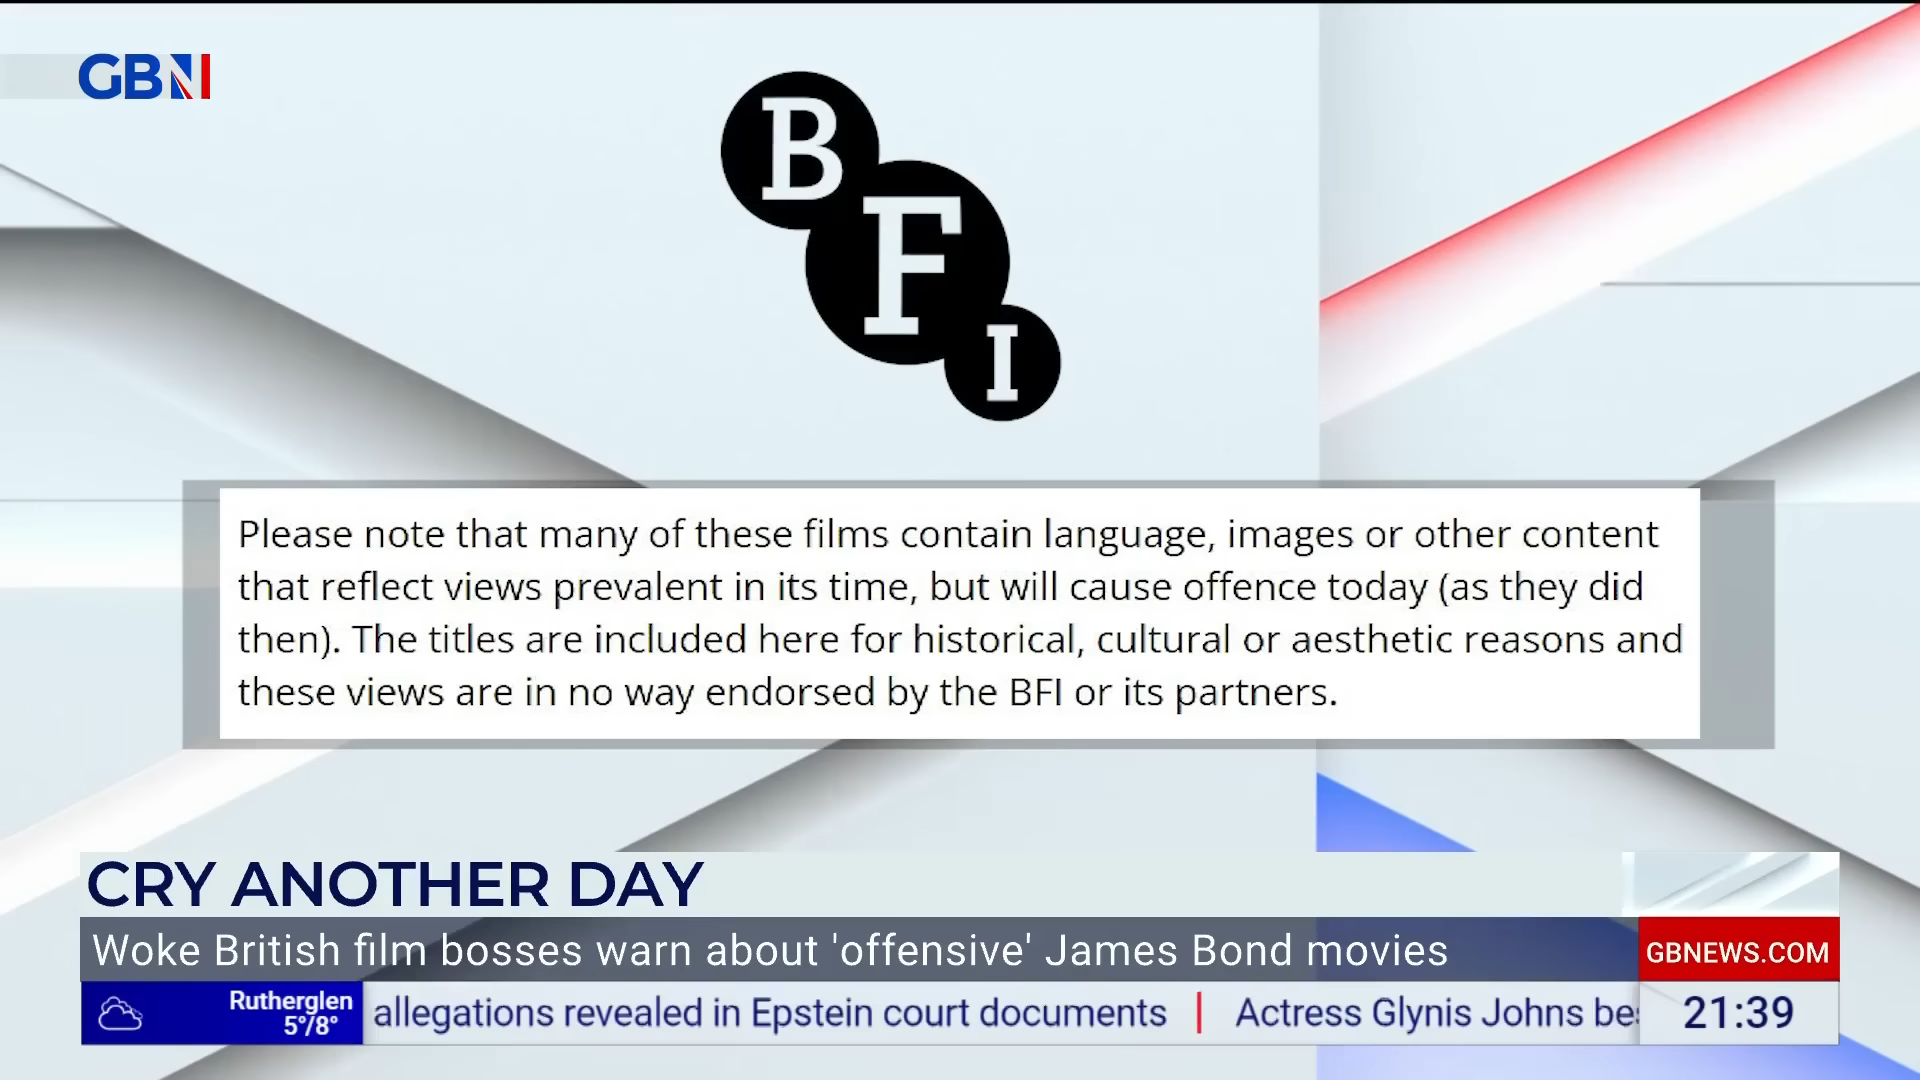 GBN
B
F
I
Please note that many of these films contain language, images or other content
that reflect views prevalent in its time, but will cause offence today (as they did
then). The titles are included here for historical, cultural or aesthetic reasons and
these views are in no way endorsed by the BFI or its partners.
CRY ANOTHER DAY
Woke British film bosses warn about 'offensive' James Bond movies
GBNEWS.COM
Rutherglen
5°/8°
allegations revealed in Epstein court documents | Actress Glynis Johns
21:39